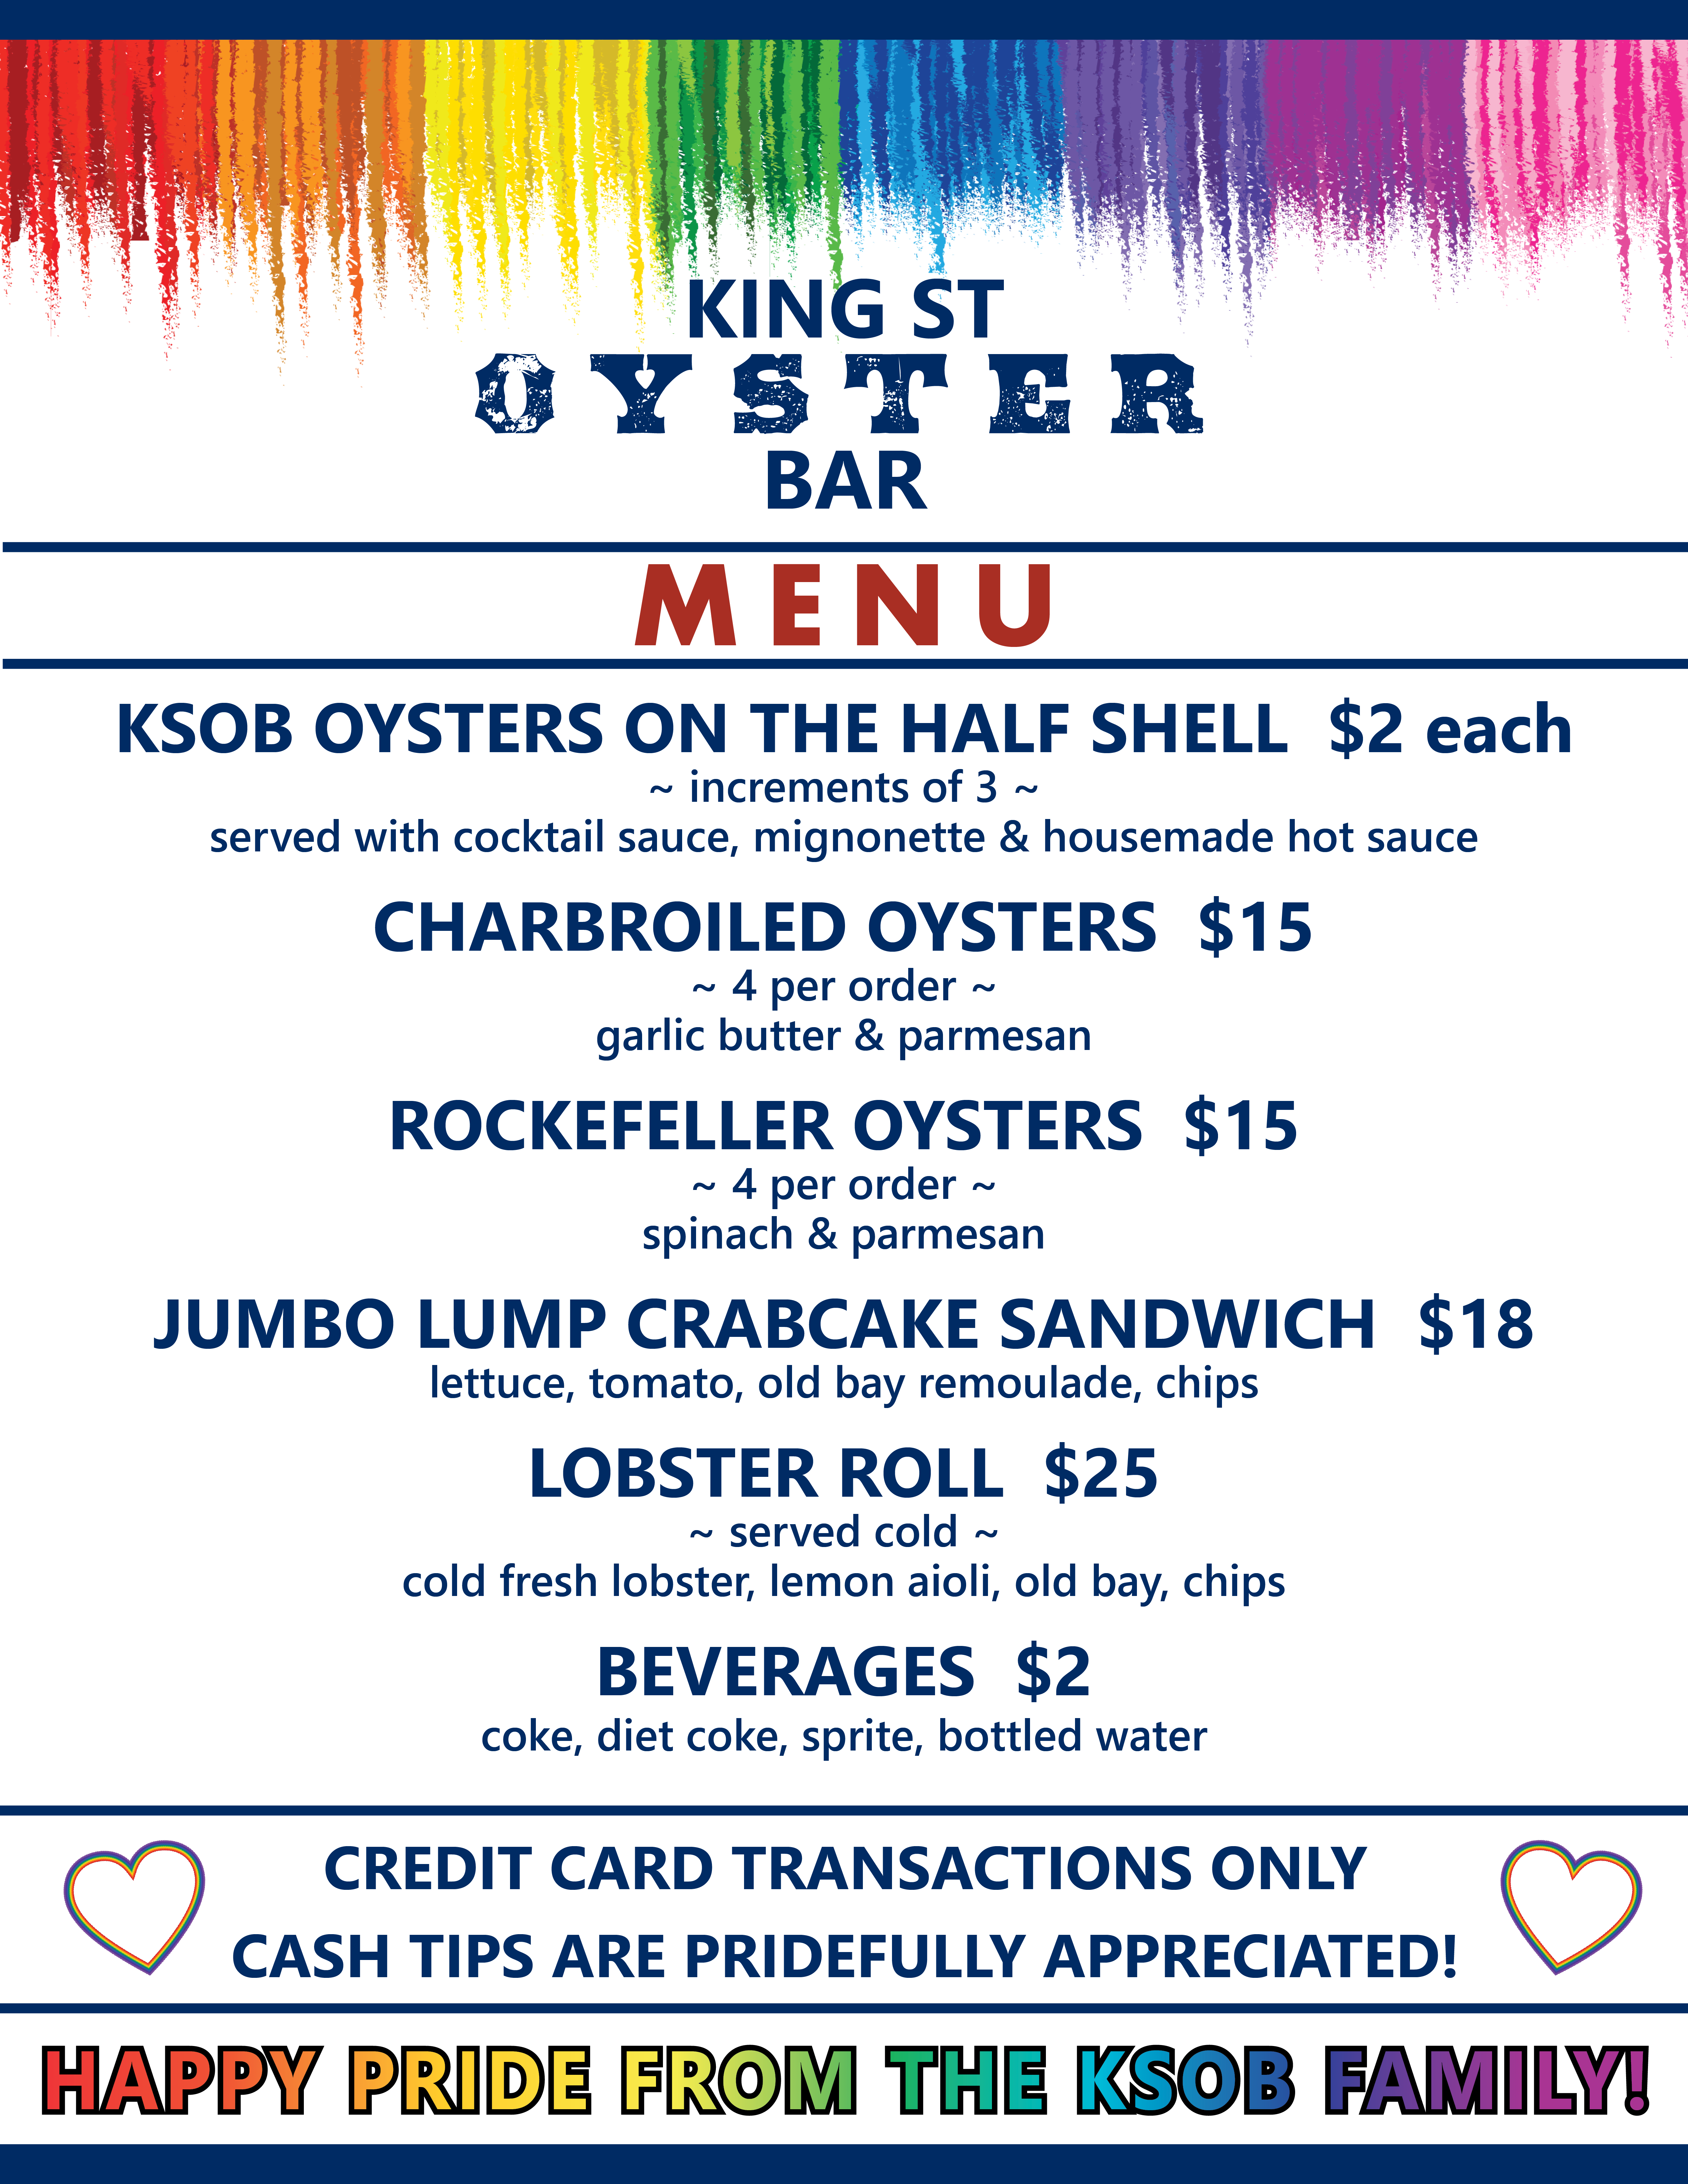 KING ST
OYSTER
BAR
MENU
KSOB OYSTERS ON THE HALF SHELL $2 each
~ increments of 3 ~
served with cocktail sauce, mignonette & housemade hot sauce
CHARBROILED OYSTERS $15
~ 4 per order ~
garlic butter & parmesan
ROCKEFELLER OYSTERS $15
~ 4 per order ~
spinach & parmesan
JUMBO LUMP CRABCAKE SANDWICH $18
lettuce, tomato, old bay remoulade, chips
LOBSTER ROLL $25
~ served cold ~
cold fresh lobster, lemon aioli, old bay, chips
BEVERAGES $2
coke, diet coke, sprite, bottled water
CREDIT CARD TRANSACTIONS ONLY
CASH TIPS ARE PRIDEFULLY APPRECIATED!
HAPPY PRIDE FROM THE KSOB FAMILY!